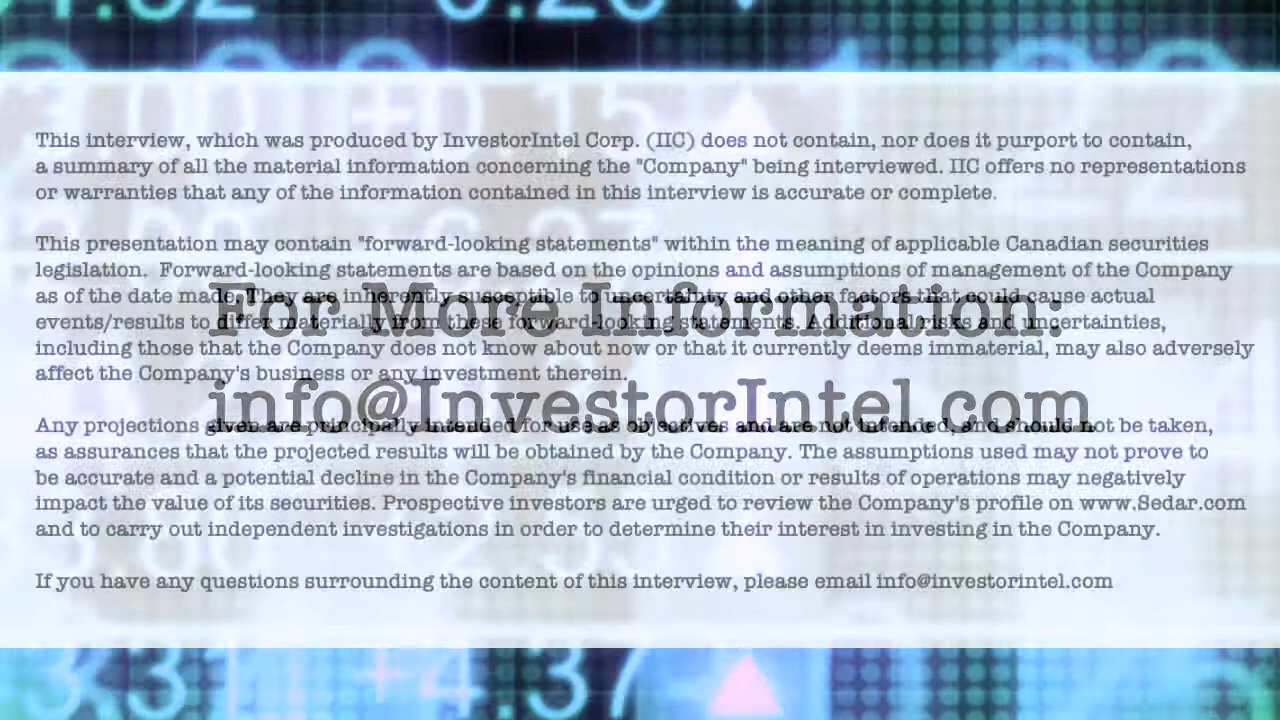 This interview, which was produced by InvestorIntel Corp. (IIC) does not contain, nor does it purport to contain,
a summary of all the material information concerning the "Company" being interviewed. IIC offers no representations
or warranties that any of the information contained in this interview is accurate or complete.
This presentation may contain "forward-looking statements" within the meaning of applicable Canadian securities
legislation.  Forward-looking statements are based on the opinions and assumptions of management of the Company
as of the date made. They are inherently susceptible to uncertainty and other factors that could cause actual
events/results to differ materially from these forward-looking statements. Additional risks and uncertainties,
including those that the Company does not know about now or that it currently deems immaterial, may also adversely
affect the Company's business or any investment therein.
For More Information:
info@InvestorIntel.com
Any projections given are principally intended for use as objectives and are not intended, and should not be taken,
as assurances that the projected results will be obtained by the Company. The assumptions used may not prove to
be accurate and a potential decline in the Company's financial condition or results of operations may negatively
impact the value of its securities. Prospective investors are urged to review the Company's profile on www.Sedar.com
and to carry out independent investigations in order to determine their interest in investing in the Company.
If you have any questions surrounding the content of this interview, please email info@investorintel.com
3.31 +4.37